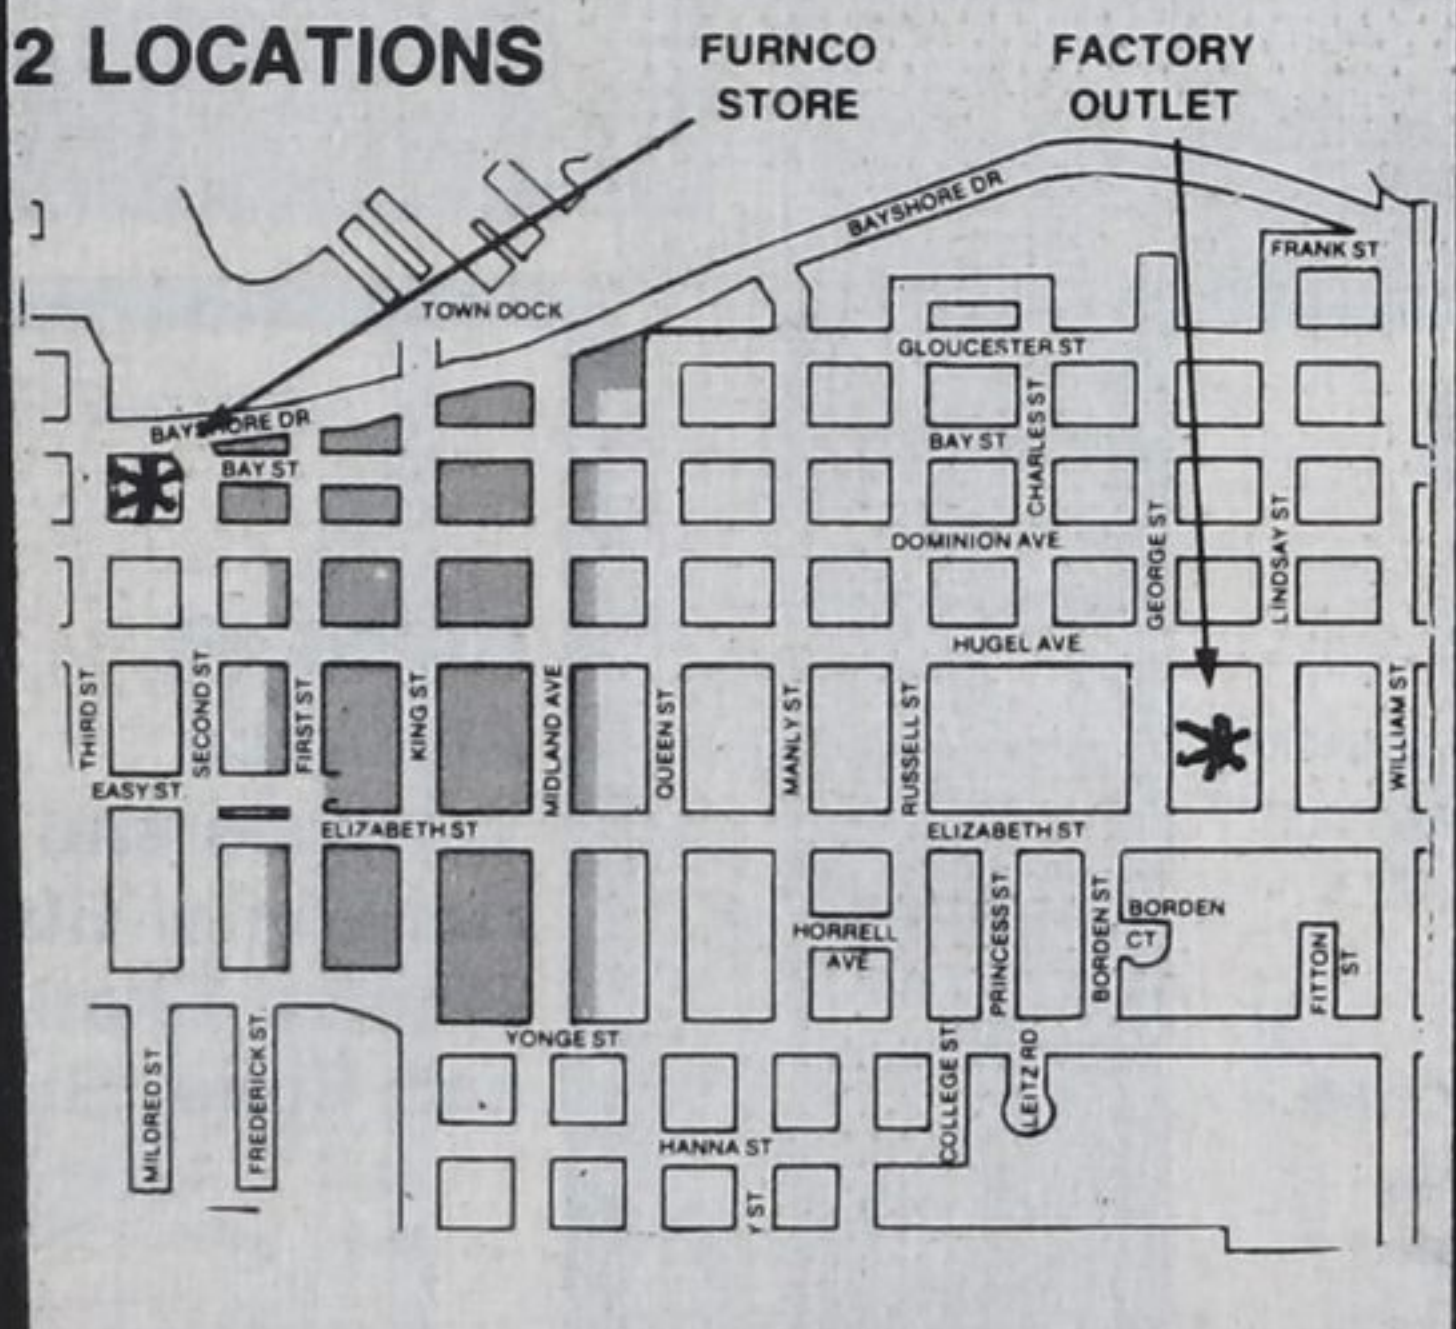 2 LOCATIONS
FURNCO
STORE
FACTORY
OUTLET
BAYSHORE DR
FRANK ST
TOWN DOCK
GLOUCESTER ST
BAYSHORE DR
BAY ST
BAY ST.
CHARLES ST
DOMINION AVE.
GEORGE ST
LINDSAY ST
HUGEL AVE.
THIRD ST
SECOND ST
FIRST ST
KING ST
MIDLAND AVE
QUEEN ST
MANLY ST.
RUSSELL ST
WILLIAM ST
EASY ST.
ELIZABETH ST
ELIZABETH ST
HORRELL
AVE
PRINCESS ST.
BORDEN ST.
BORDEN
CT
FITTON
ST
YONGE ST
MILDRED ST
FREDERICK ST.
COLLEGE ST
LEITZ RD
HANNA ST
Y ST.